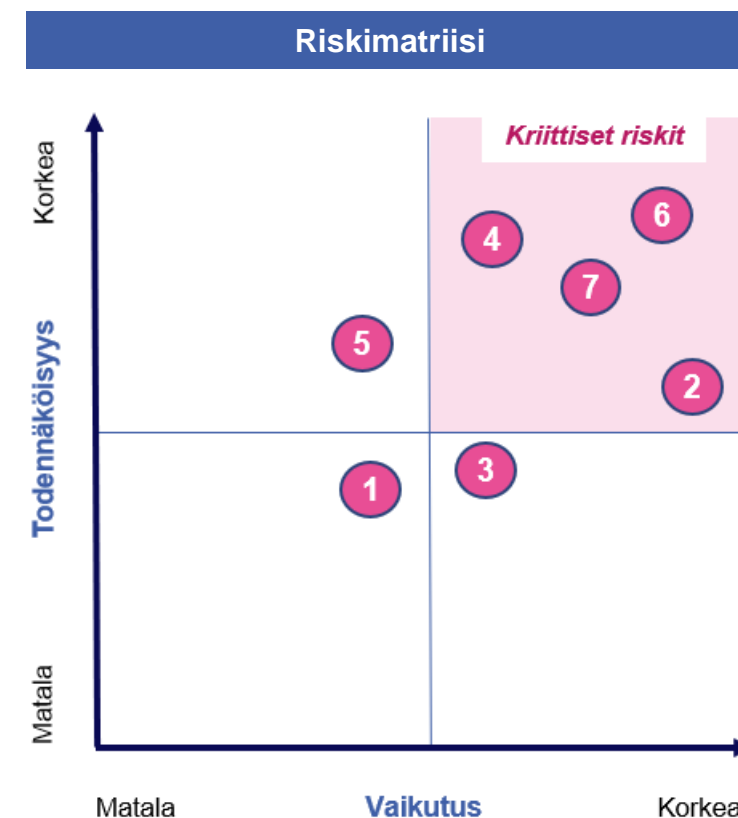 Riskimatriisi
Kriittiset riskit
Korkea
6
4
7
5
2
Todennäköisyys
3
1
Matala
Matala
Vaikutus
Korkea